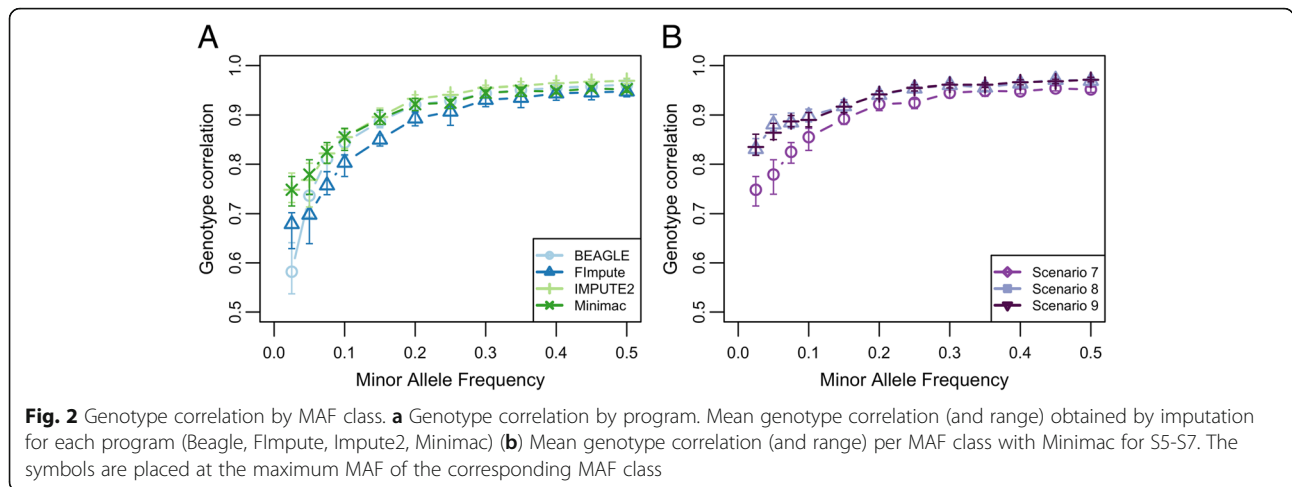 A
B
Genotype correlation
1.0
0.9
0.8
0.7
0.6
0.5
0.0
0.1
0.2
0.3
0.4
0.5
Minor Allele Frequency
BEAGLE
FImpute
IMPUTE2
Minimac
Genotype correlation
1.0
0.9
0.8
0.7
0.6
0.5
0.0
0.1
0.2
0.3
0.4
0.5
Minor Allele Frequency
Scenario 7
Scenario 8
Scenario 9
Fig. 2 Genotype correlation by MAF class. a Genotype correlation by program. Mean genotype correlation (and range) obtained by imputation
for each program (Beagle, FImpute, Impute2, Minimac) (b) Mean genotype correlation (and range) per MAF class with Minimac for S5-S7. The
symbols are placed at the maximum MAF of the corresponding MAF class